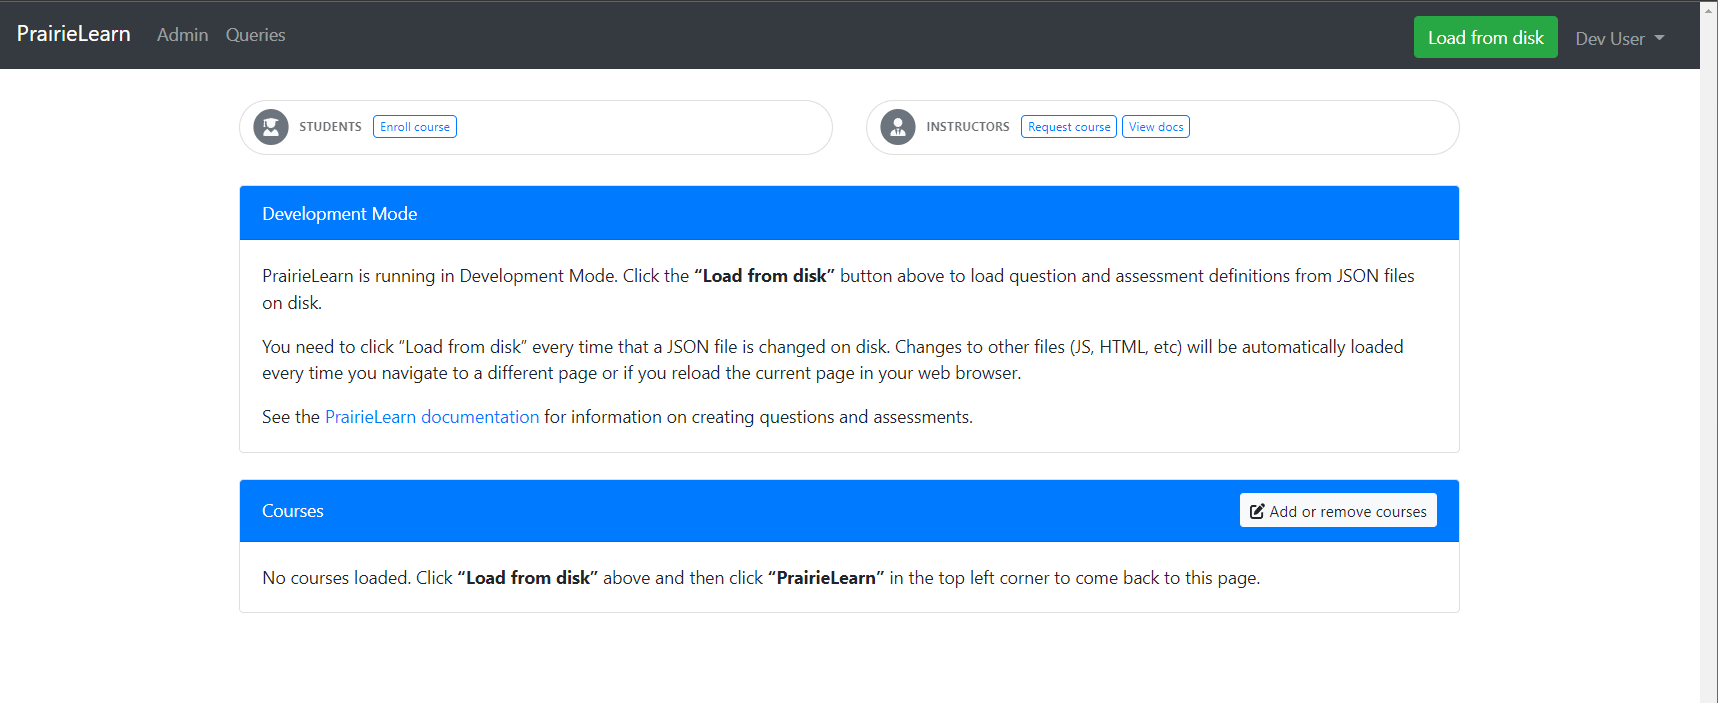 PrairieLearn Admin Queries Load from disk Dev User
STUDENTS Enroll course INSTRUCTORS Request course View docs
Development Mode
PrairieLearn is running in Development Mode. Click the “Load from disk” button above to load question and assessment definitions from JSON files
on disk.
You need to click “Load from disk” every time that a JSON file is changed on disk. Changes to other files (JS, HTML, etc) will be automatically loaded
every time you navigate to a different page or if you reload the current page in your web browser.
See the PrairieLearn documentation for information on creating questions and assessments.
Courses Add or remove courses
No courses loaded. Click “Load from disk” above and then click “PrairieLearn” in the top left corner to come back to this page.